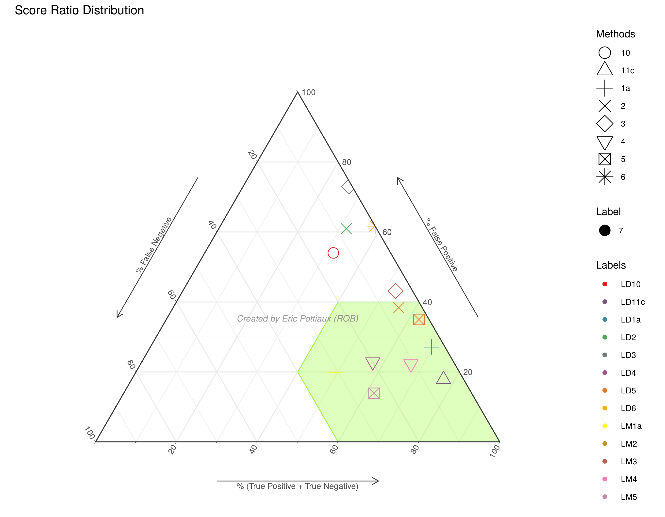 Score Ratio Distribution
100
20
80
40
60
60
40
80
20
100
20
40
60
80
100
% False Negative
% False Positive
% (True Positive + True Negative)
Created by Eric Pottiaux (ROB)
Methods
10
11c
1a
2
3
4
5
6
Label
7
Labels
LD10
LD11c
LD1a
LD2
LD3
LD4
LD5
LD6
LM1a
LM2
LM3
LM4
LM5